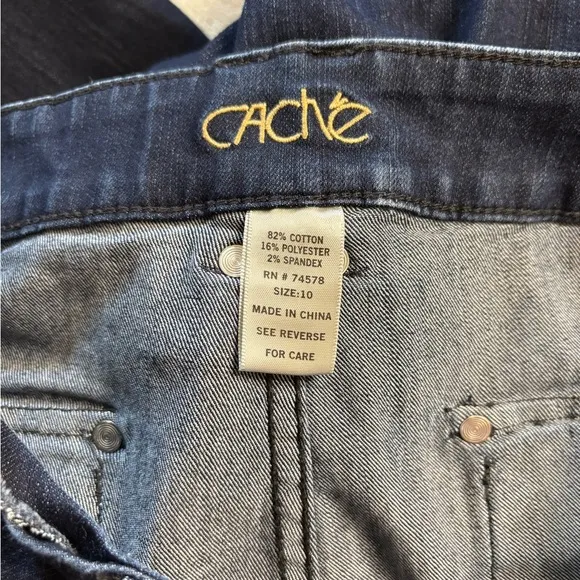 Caché
82% COTTON
16% POLYESTER
2% SPANDEX
RN # 74578
SIZE:10
MADE IN CHINA
SEE REVERSE
FOR CARE